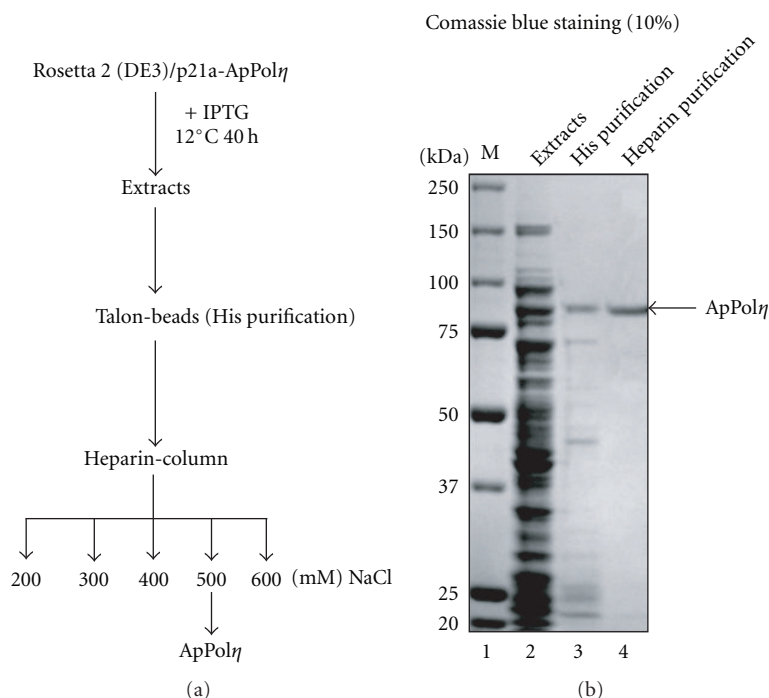 Rosetta 2 (DE3)/p21a-ApPolη
+ IPTG
12°C 40 h
Extracts
Talon-beads (His purification)
Heparin-column
200 300 400 500 600 (mM) NaCl
ApPolη
(a)
Comassie blue staining (10%)
(kDa) M Extracts His purification Heparin purification
250
150
100
75
50
37
25
20
ApPolη
1 2 3 4
(b)